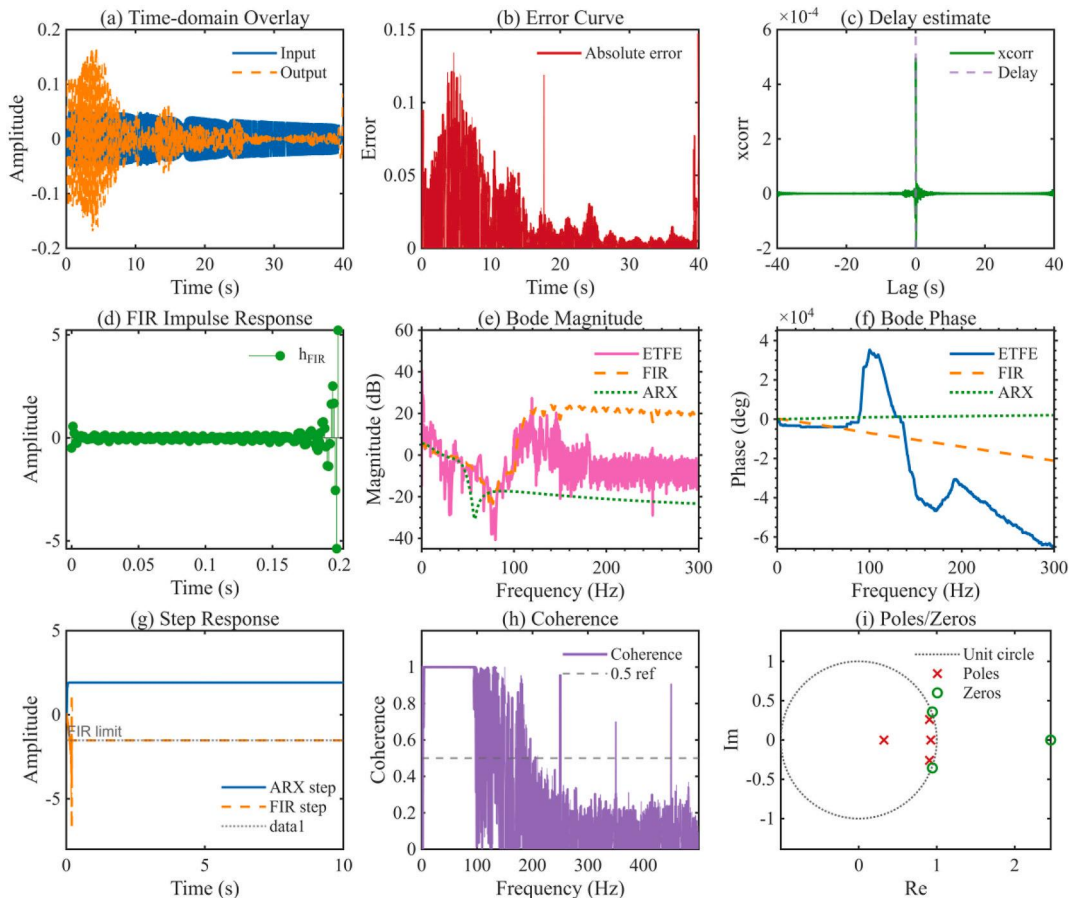 (a) Time-domain Overlay
0.2
0.1
0
-0.1
-0.2
Amplitude
Input
Output
0 10 20 30 40
Time (s)
(b) Error Curve
0.15
0.1
0.05
0
Error
Absolute error
0 10 20 30 40
Time (s)
(c) Delay estimate
×10-4
6
4
2
0
-2
xcorr
xcorr
Delay
-40 -20 0 20 40
Lag (s)
(d) FIR Impulse Response
5
0
-5
Amplitude
hFIR
0 0.05 0.1 0.15 0.2
Time (s)
(e) Bode Magnitude
60
40
20
0
-20
-40
Magnitude (dB)
ETFE
FIR
ARX
0 100 200 300
Frequency (Hz)
(f) Bode Phase
×104
4
2
0
-2
-4
-6
Phase (deg)
ETFE
FIR
ARX
0 100 200 300
Frequency (Hz)
(g) Step Response
5
0
-5
Amplitude
FIR limit
ARX step
FIR step
data1
0 5 10
Time (s)
(h) Coherence
1
0.8
0.6
0.4
0.2
0
Coherence
Coherence
0.5 ref
0 100 200 300 400
Frequency (Hz)
(i) Poles/Zeros
1
0.5
0
-0.5
-1
Im
Unit circle
Poles
Zeros
0 1 2
Re